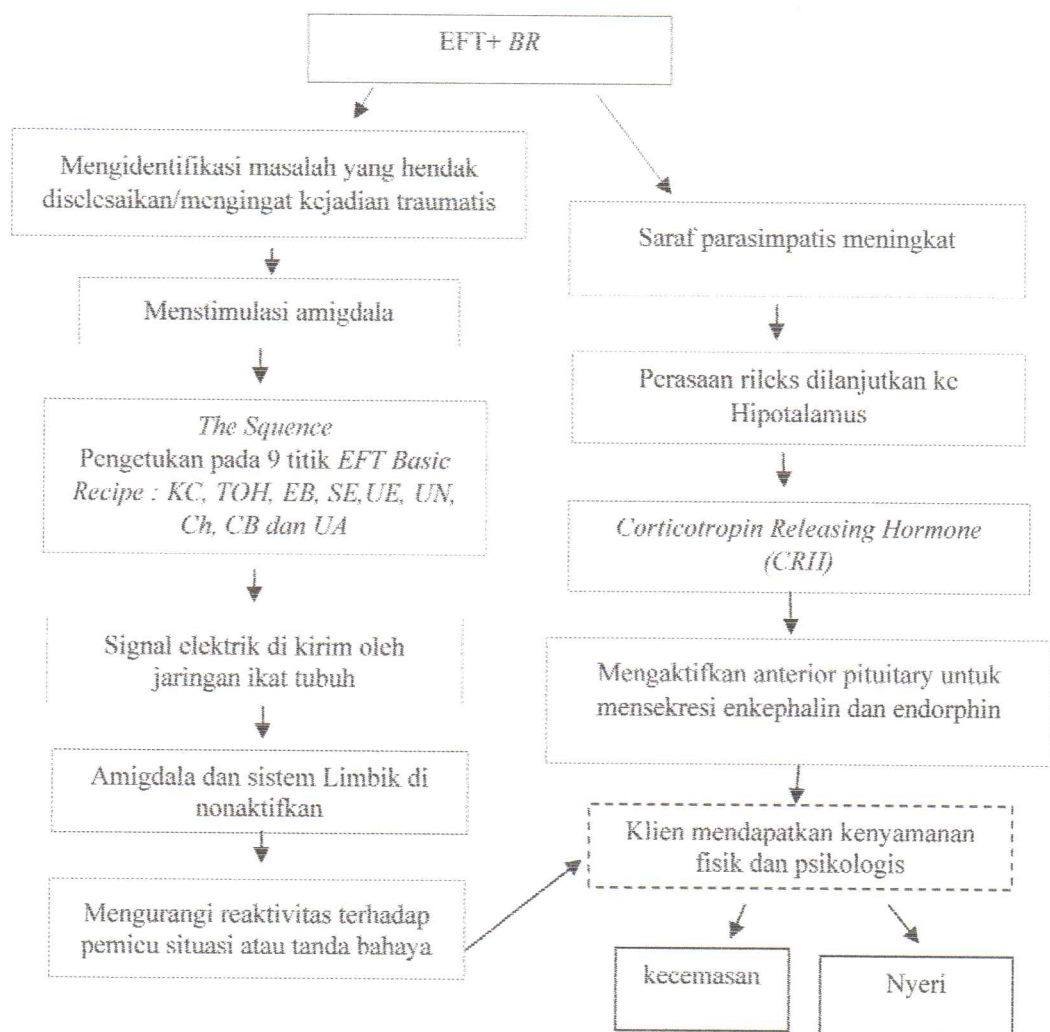 EFT+ BR
Mengidentifikasi masalah yang hendak
diselesaikan/mengingat kejadian traumatis
Menstimulasi amigdala
The Squence
Pengetukan pada 9 titik EFT Basic
Recipe : KC, TOH, EB, SE,UE, UN,
Ch, CB dan UA
Signal elektrik di kirim oleh
jaringan ikat tubuh
Amigdala dan sistem Limbik di
nonaktifkan
Mengurangi reaktivitas terhadap
pemicu situasi atau tanda bahaya
Saraf parasimpatis meningkat
Perasaan rileks dilanjutkan ke
Hipotalamus
Corticotropin Releasing Hormone
(CRH)
Mengaktifkan anterior pituitary untuk
mensekresi enkephalin dan endorphin
Klien mendapatkan kenyamanan
fisik dan psikologis
kecemasan
Nyeri